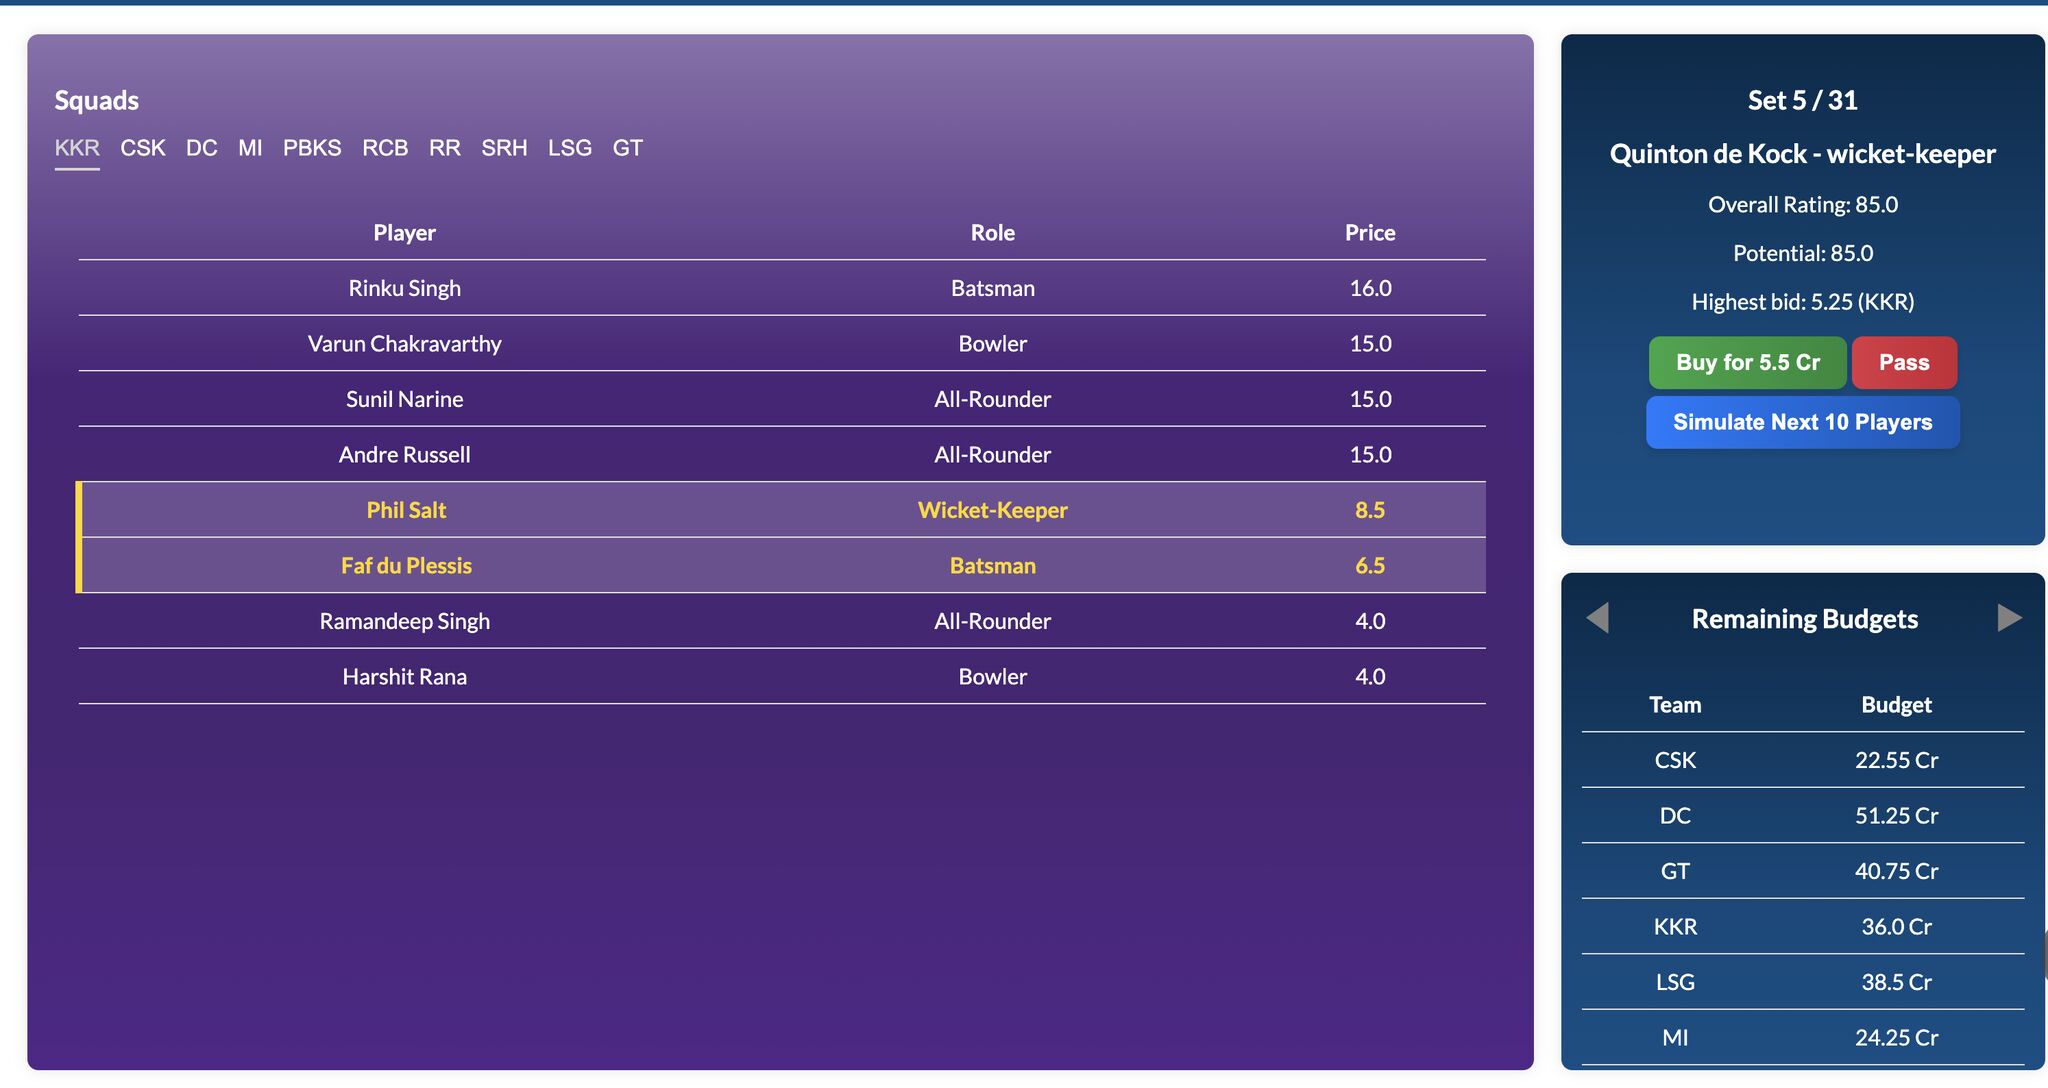 Squads
KKR CSK DC MI PBKS RCB RR SRH LSG GT
Player Role Price
Rinku Singh Batsman 16.0
Varun Chakravarthy Bowler 15.0
Sunil Narine All-Rounder 15.0
Andre Russell All-Rounder 15.0
Phil Salt Wicket-Keeper 8.5
Faf du Plessis Batsman 6.5
Ramandeep Singh All-Rounder 4.0
Harshit Rana Bowler 4.0
Set 5 / 31
Quinton de Kock - wicket-keeper
Overall Rating: 85.0
Potential: 85.0
Highest bid: 5.25 (KKR)
Buy for 5.5 Cr Pass
Simulate Next 10 Players
Remaining Budgets
Team Budget
CSK 22.55 Cr
DC 51.25 Cr
GT 40.75 Cr
KKR 36.0 Cr
LSG 38.5 Cr
MI 24.25 Cr